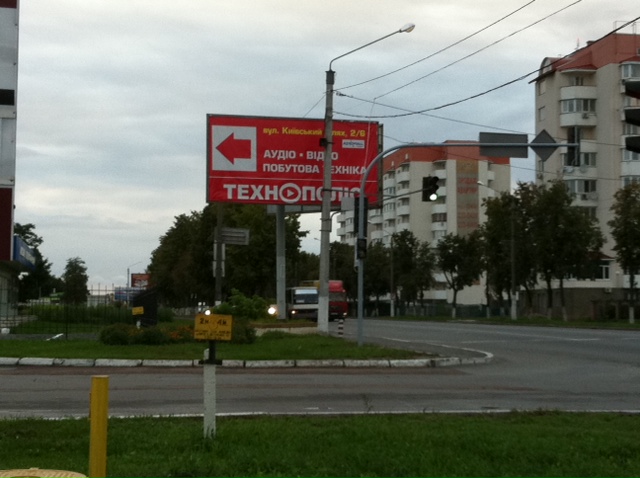 вул. Київський шлях, 2/6
АУДІО • ВІДЕО
ПОБУТОВА ТЕХНІКА
ТЕХНОПОЛІС